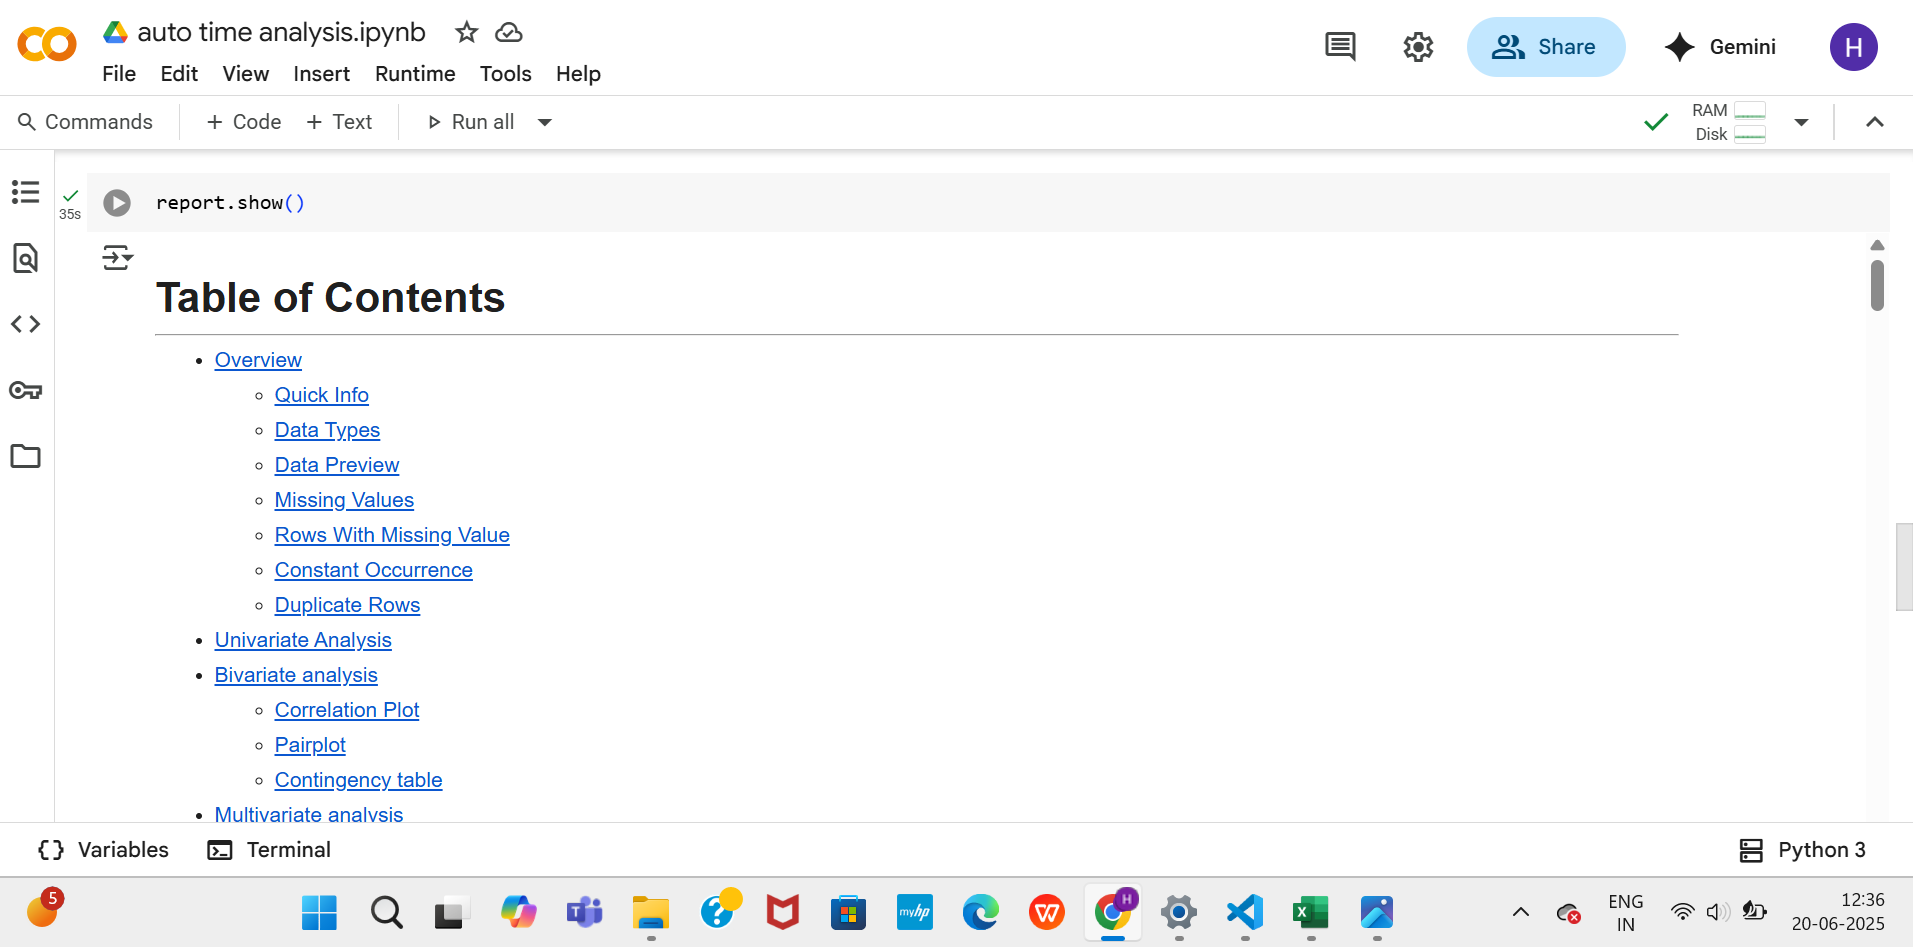 auto time analysis.ipynb
File Edit View Insert Runtime Tools Help
Share
Gemini
H
Commands
+ Code + Text
Run all
RAM
Disk
35s
report.show()
Table of Contents
Overview
Quick Info
Data Types
Data Preview
Missing Values
Rows With Missing Value
Constant Occurrence
Duplicate Rows
Univariate Analysis
Bivariate analysis
Correlation Plot
Pairplot
Contingency table
Multivariate analysis
Variables
Terminal
Python 3
5
myhp
H
ENG
IN
12:36
20-06-2025